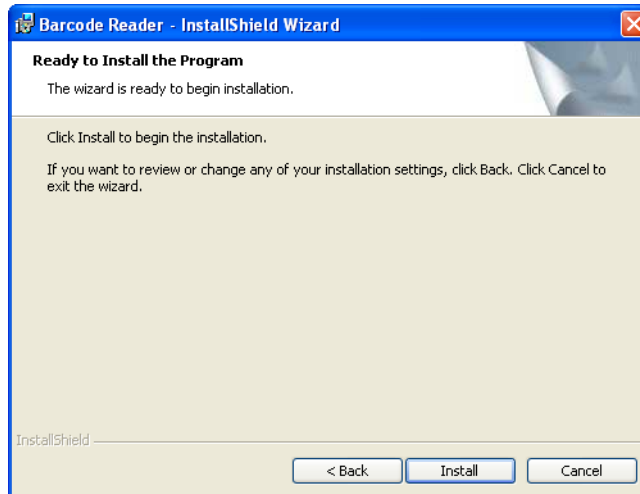 Barcode Reader - InstallShield Wizard
Ready to Install the Program
The wizard is ready to begin installation.
Click Install to begin the installation.
If you want to review or change any of your installation settings, click Back. Click Cancel to
exit the wizard.
InstallShield
< Back Install Cancel